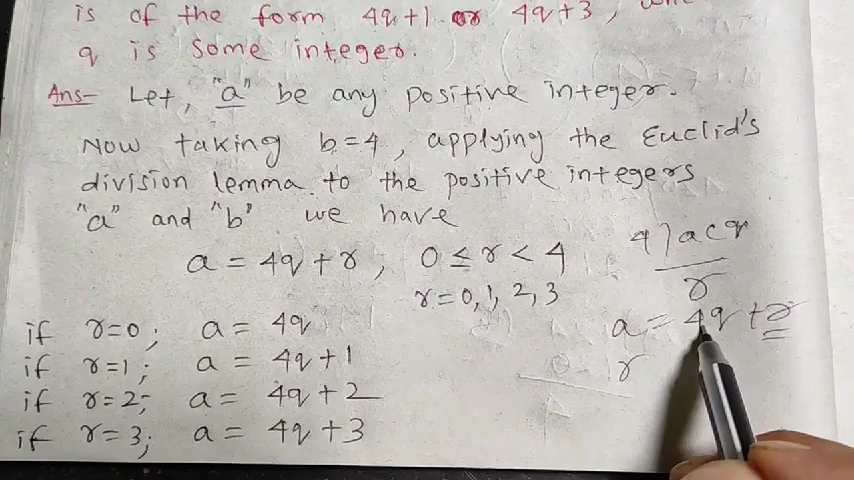 is of the form 4q+1 or 4q+3,
q is some integer.
Ans- Let, "a" be any positive integer.
Now taking b=4, applying the Euclid's
division lemma to the positive integers
"a" and "b" we have
a = 4q + r, 0 ≤ r < 4
r = 0, 1, 2, 3
4)a(q
r
a = 4q + r
r
if r=0; a = 4q
if r=1; a = 4q + 1
if r=2; a = 4q + 2
if r=3; a = 4q + 3